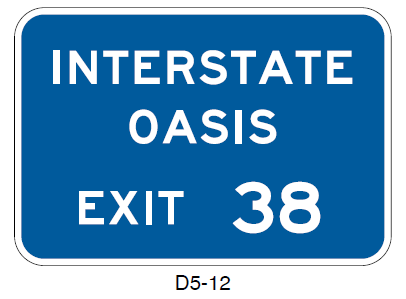 INTERSTATE
OASIS
EXIT 38
D5-12